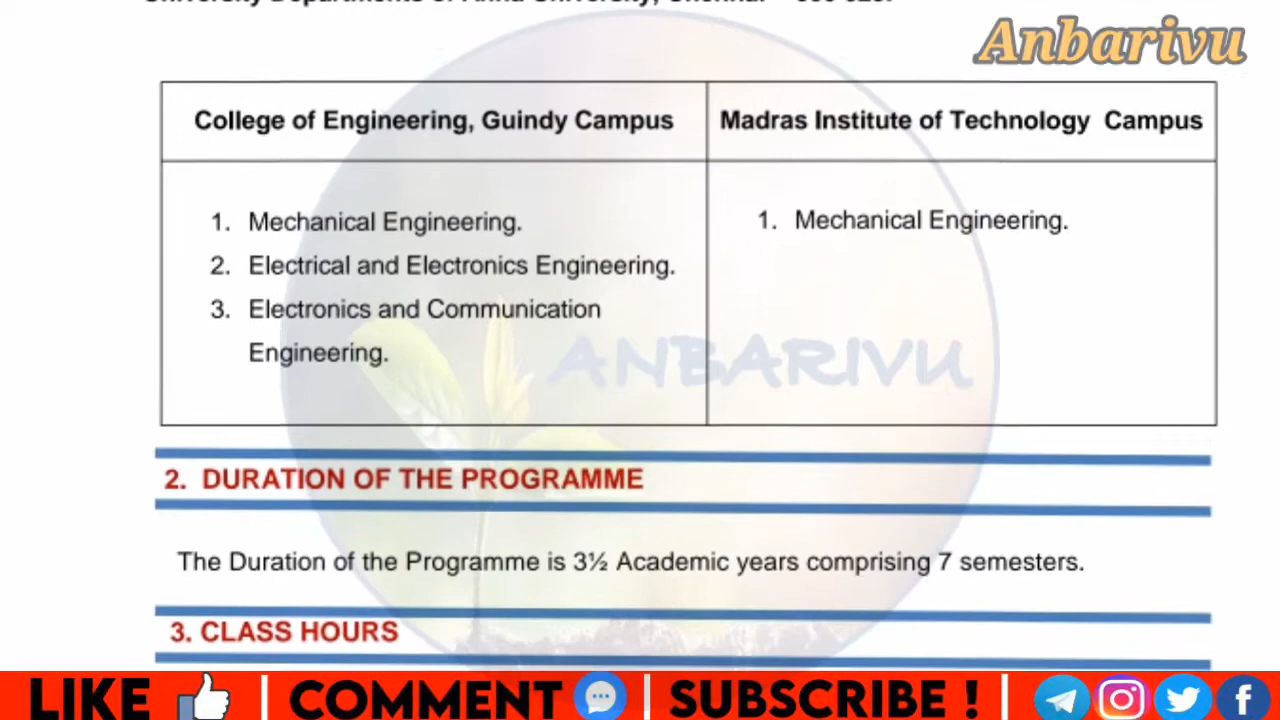 Anbarivu
College of Engineering, Guindy Campus
Madras Institute of Technology Campus
1. Mechanical Engineering.
2. Electrical and Electronics Engineering.
3. Electronics and Communication
Engineering.
1. Mechanical Engineering.
ANBARIVU
2. DURATION OF THE PROGRAMME
The Duration of the Programme is 3½ Academic years comprising 7 semesters.
3. CLASS HOURS
LIKE | COMMENT | SUBSCRIBE ! |